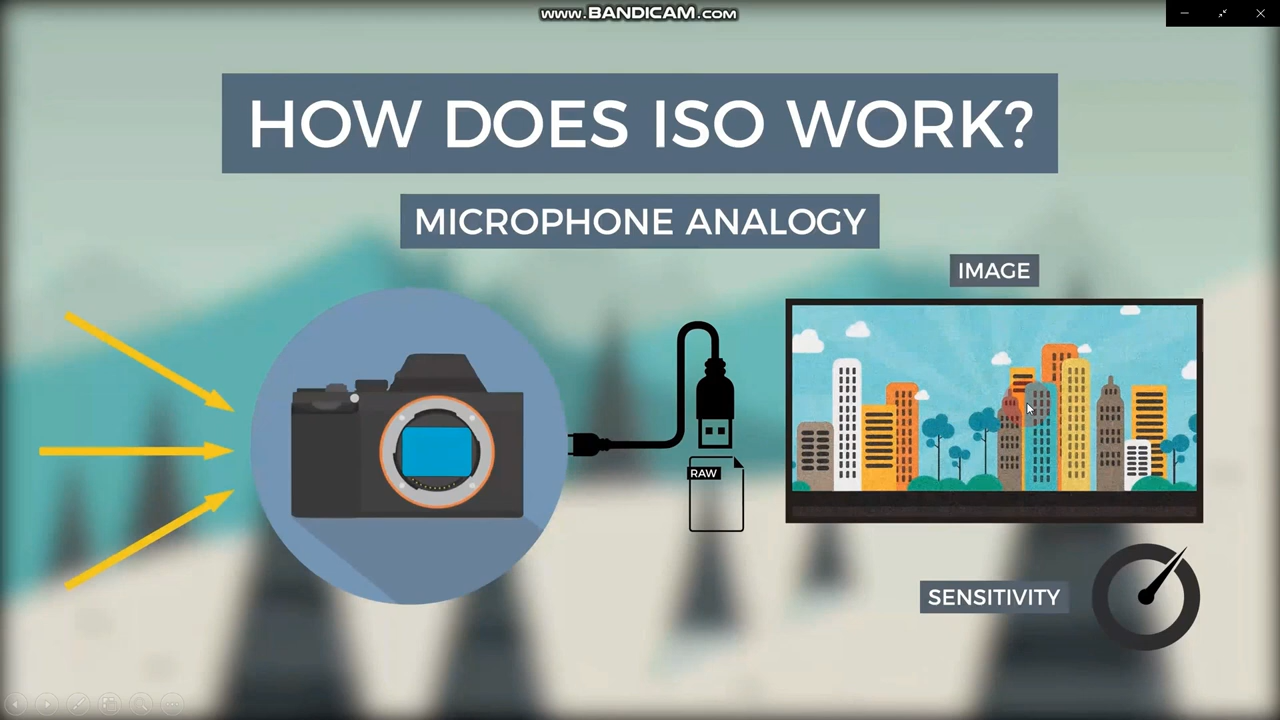 www.BANDICAM.com
HOW DOES ISO WORK?
MICROPHONE ANALOGY
IMAGE
RAW
SENSITIVITY